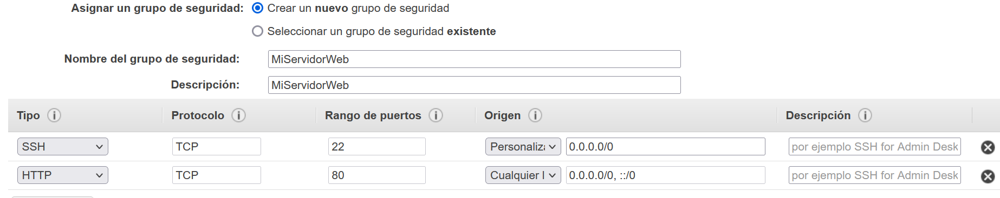 Asignar un grupo de seguridad: Crear un nuevo grupo de seguridad
Seleccionar un grupo de seguridad existente
Nombre del grupo de seguridad: MiServidorWeb
Descripción: MiServidorWeb
Tipo i Protocolo i Rango de puertos i Origen i Descripción i
SSH TCP 22 Personaliza 0.0.0.0/0 por ejemplo SSH for Admin Desk
HTTP TCP 80 Cualquier l 0.0.0.0/0, ::/0 por ejemplo SSH for Admin Desk